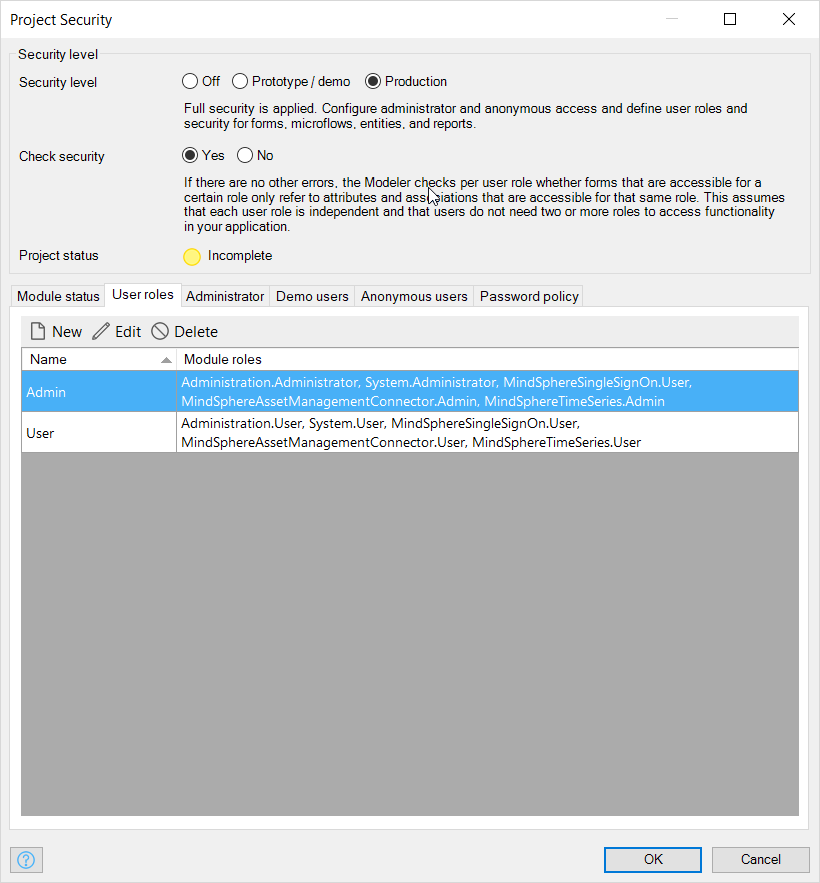 Project Security
Security level
Security level
Off
Prototype / demo
Production
Full security is applied. Configure administrator and anonymous access and define user roles and
security for forms, microflows, entities, and reports.
Check security
Yes
No
If there are no other errors, the Modeler checks per user role whether forms that are accessible for a
certain role only refer to attributes and associations that are accessible for that same role. This assumes
that each user role is independent and that users do not need two or more roles to access functionality
in your application.
Project status
Incomplete
Module status
User roles
Administrator
Demo users
Anonymous users
Password policy
New
Edit
Delete
Name
Module roles
Admin
Administration.Administrator, System.Administrator, MindSphereSingleSignOn.User,
MindSphereAssetManagementConnector.Admin, MindSphereTimeSeries.Admin
User
Administration.User, System.User, MindSphereSingleSignOn.User,
MindSphereAssetManagementConnector.User, MindSphereTimeSeries.User
?
OK
Cancel